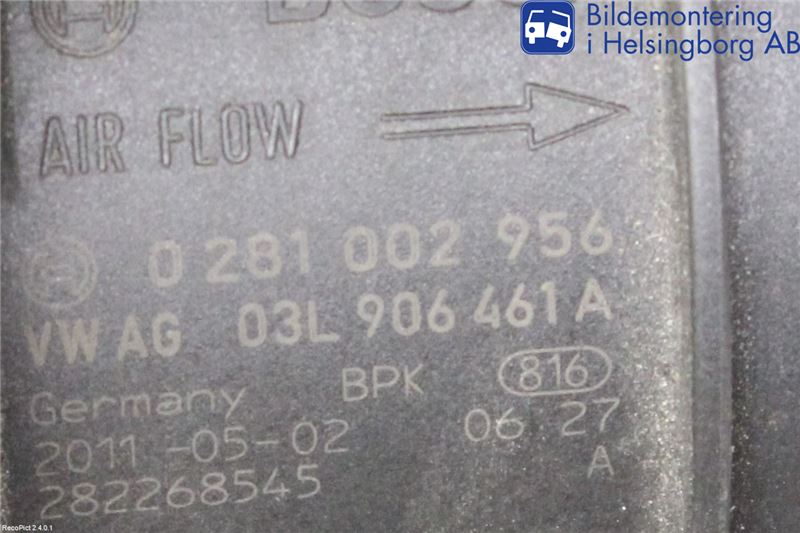 Bildemontering
i Helsingborg AB
AIR FLOW
0 281 002 956
VW AG 03L 906 461 A
Germany BPK 816
2011-05-02 06 27
282268545 A
RecoPict 2.4.0.1